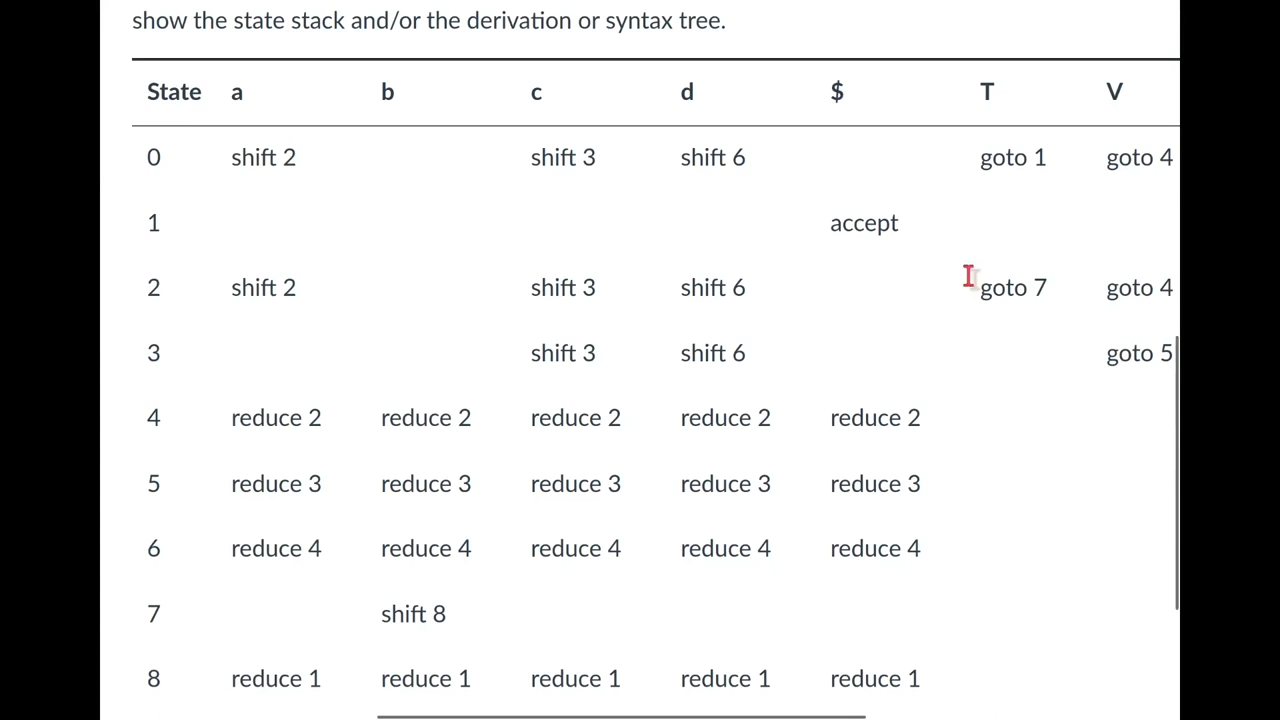 show the state stack and/or the derivation or syntax tree.
State a b c d $ T V
0 shift 2 shift 3 shift 6 goto 1 goto 4
1 accept
2 shift 2 shift 3 shift 6 goto 7 goto 4
3 shift 3 shift 6 goto 5
4 reduce 2 reduce 2 reduce 2 reduce 2 reduce 2
5 reduce 3 reduce 3 reduce 3 reduce 3 reduce 3
6 reduce 4 reduce 4 reduce 4 reduce 4 reduce 4
7 shift 8
8 reduce 1 reduce 1 reduce 1 reduce 1 reduce 1